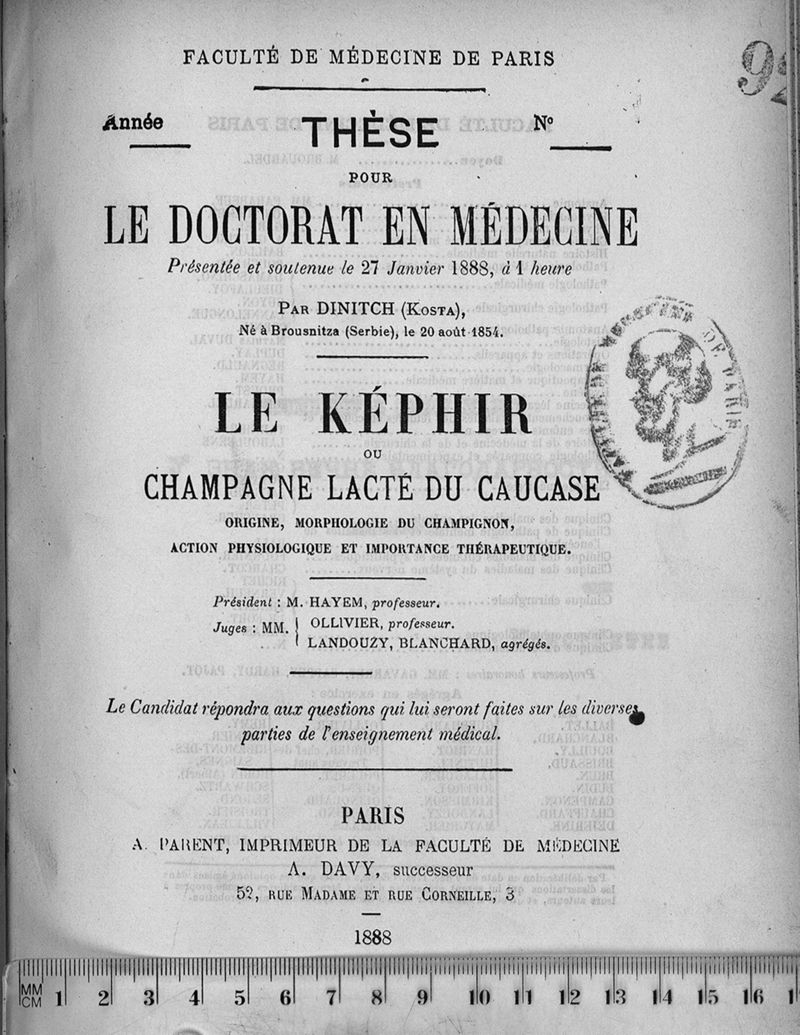 FACULTÉ DE MÉDECINE DE PARIS
Année THÈSE N°
POUR
LE DOCTORAT EN MÉDECINE
Présentée et soutenue le 27 Janvier 1888, à 1 heure
PAR DINITCH (KOSTA),
Né à Brousnitza (Serbie), le 20 août 1854.
LE KÉPHIR
OU
CHAMPAGNE LACTÉ DU CAUCASE
ORIGINE, MORPHOLOGIE DU CHAMPIGNON,
ACTION PHYSIOLOGIQUE ET IMPORTANCE THÉRAPEUTIQUE.
Président : M. HAYEM, professeur.
Juges : MM. { OLLIVIER, professeur.
LANDOUZY, BLANCHARD, agrégés.
Le Candidat répondra aux questions qui lui seront faites sur les diverses
parties de l'enseignement médical.
PARIS
A. PARENT, IMPRIMEUR DE LA FACULTÉ DE MÉDECINE
A. DAVY, successeur
52, RUE MADAME ET RUE CORNEILLE, 3
1888
MM
CM 1 2 3 4 5 6 7 8 9 10 11 12 13 14 15 16